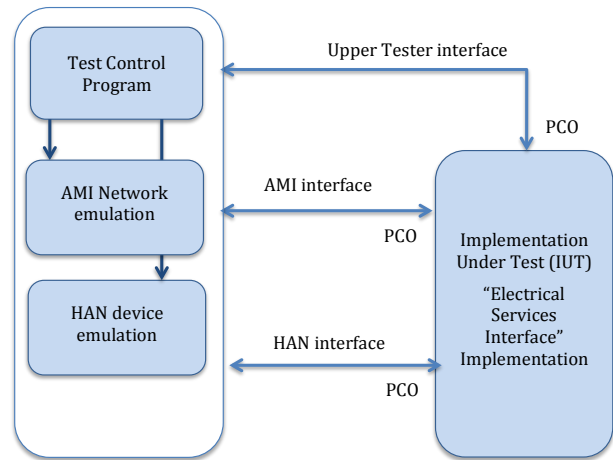 Test Control
Program
Upper Tester interface
PCO
AMI Network
emulation
AMI interface
PCO
HAN device
emulation
HAN interface
PCO
Implementation
Under Test (IUT)
“Electrical
Services
Interface”
Implementation